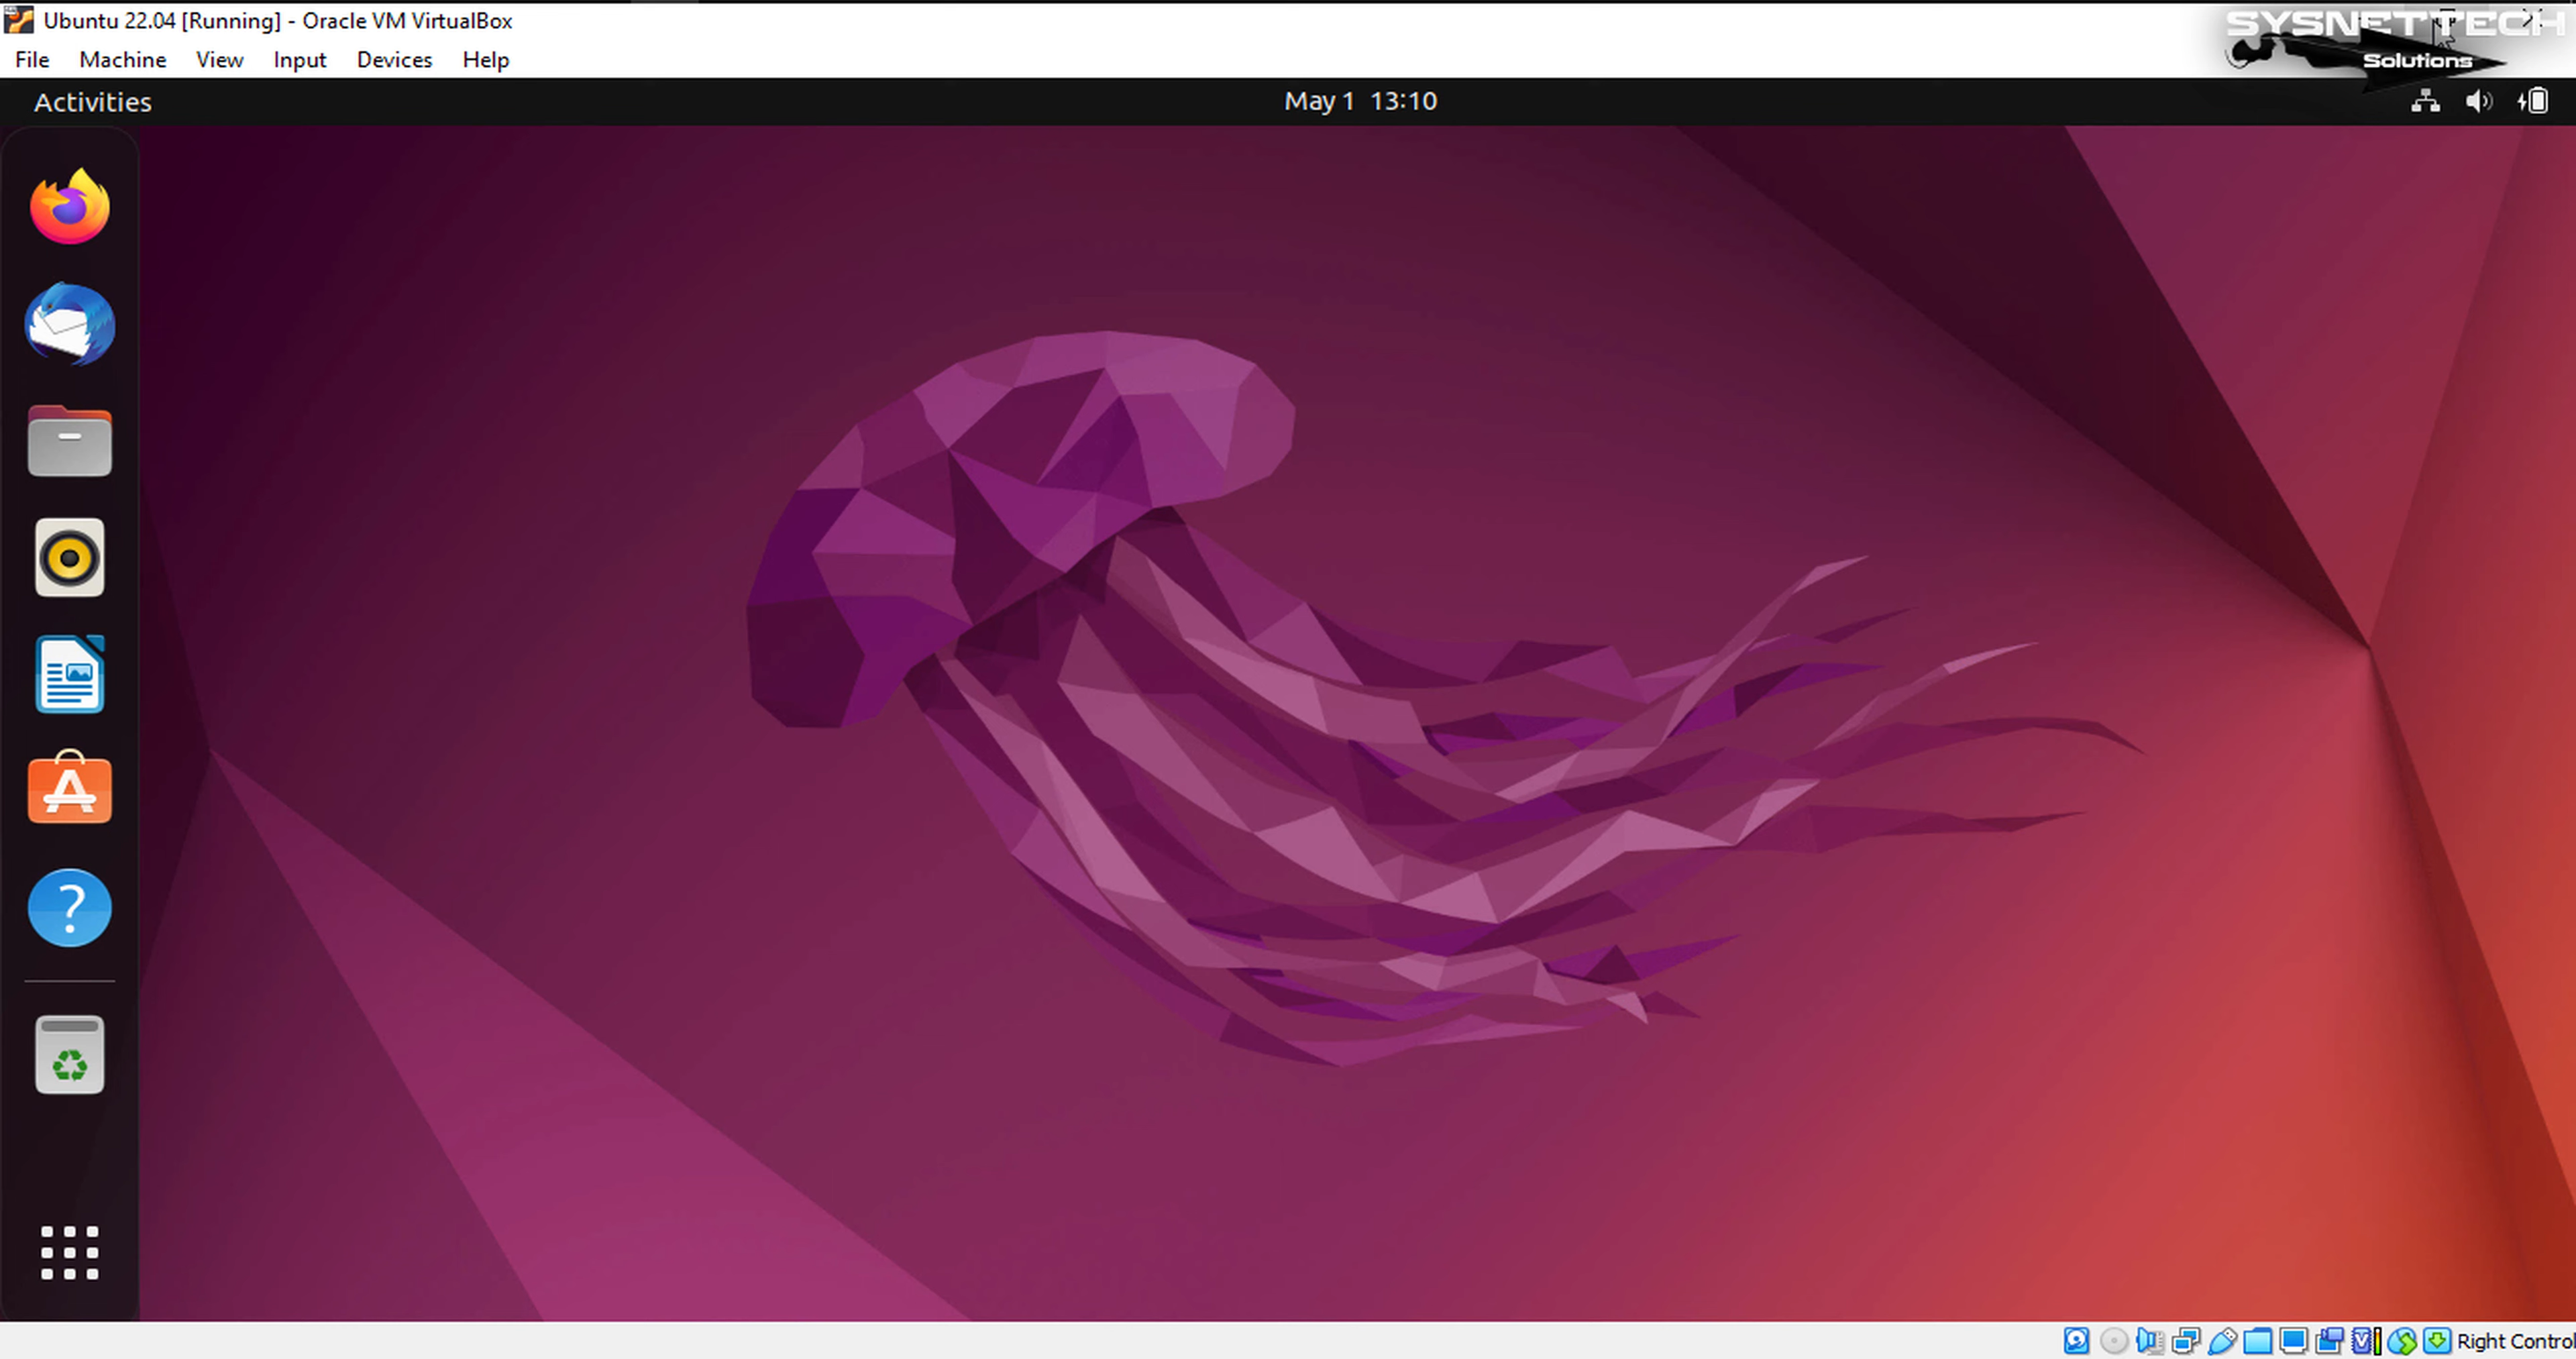 Ubuntu 22.04 [Running] - Oracle VM VirtualBox
SYSNETTECH
Solutions
File Machine View Input Devices Help
Activities
May 1 13:10
Right Control